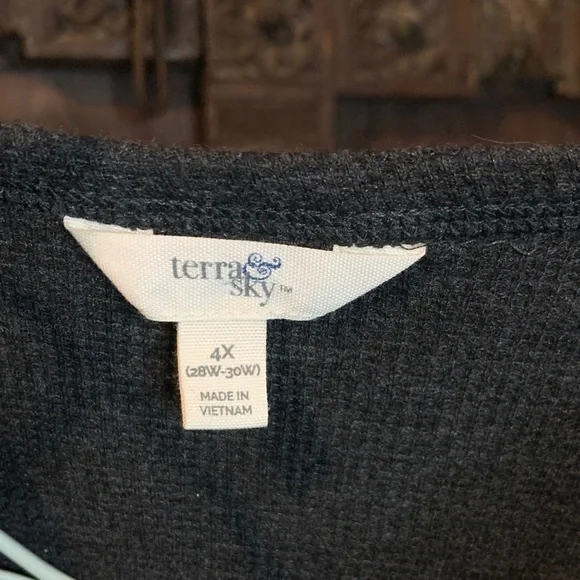 terra &
sky™
4X
(28W-30W)
MADE IN
VIETNAM